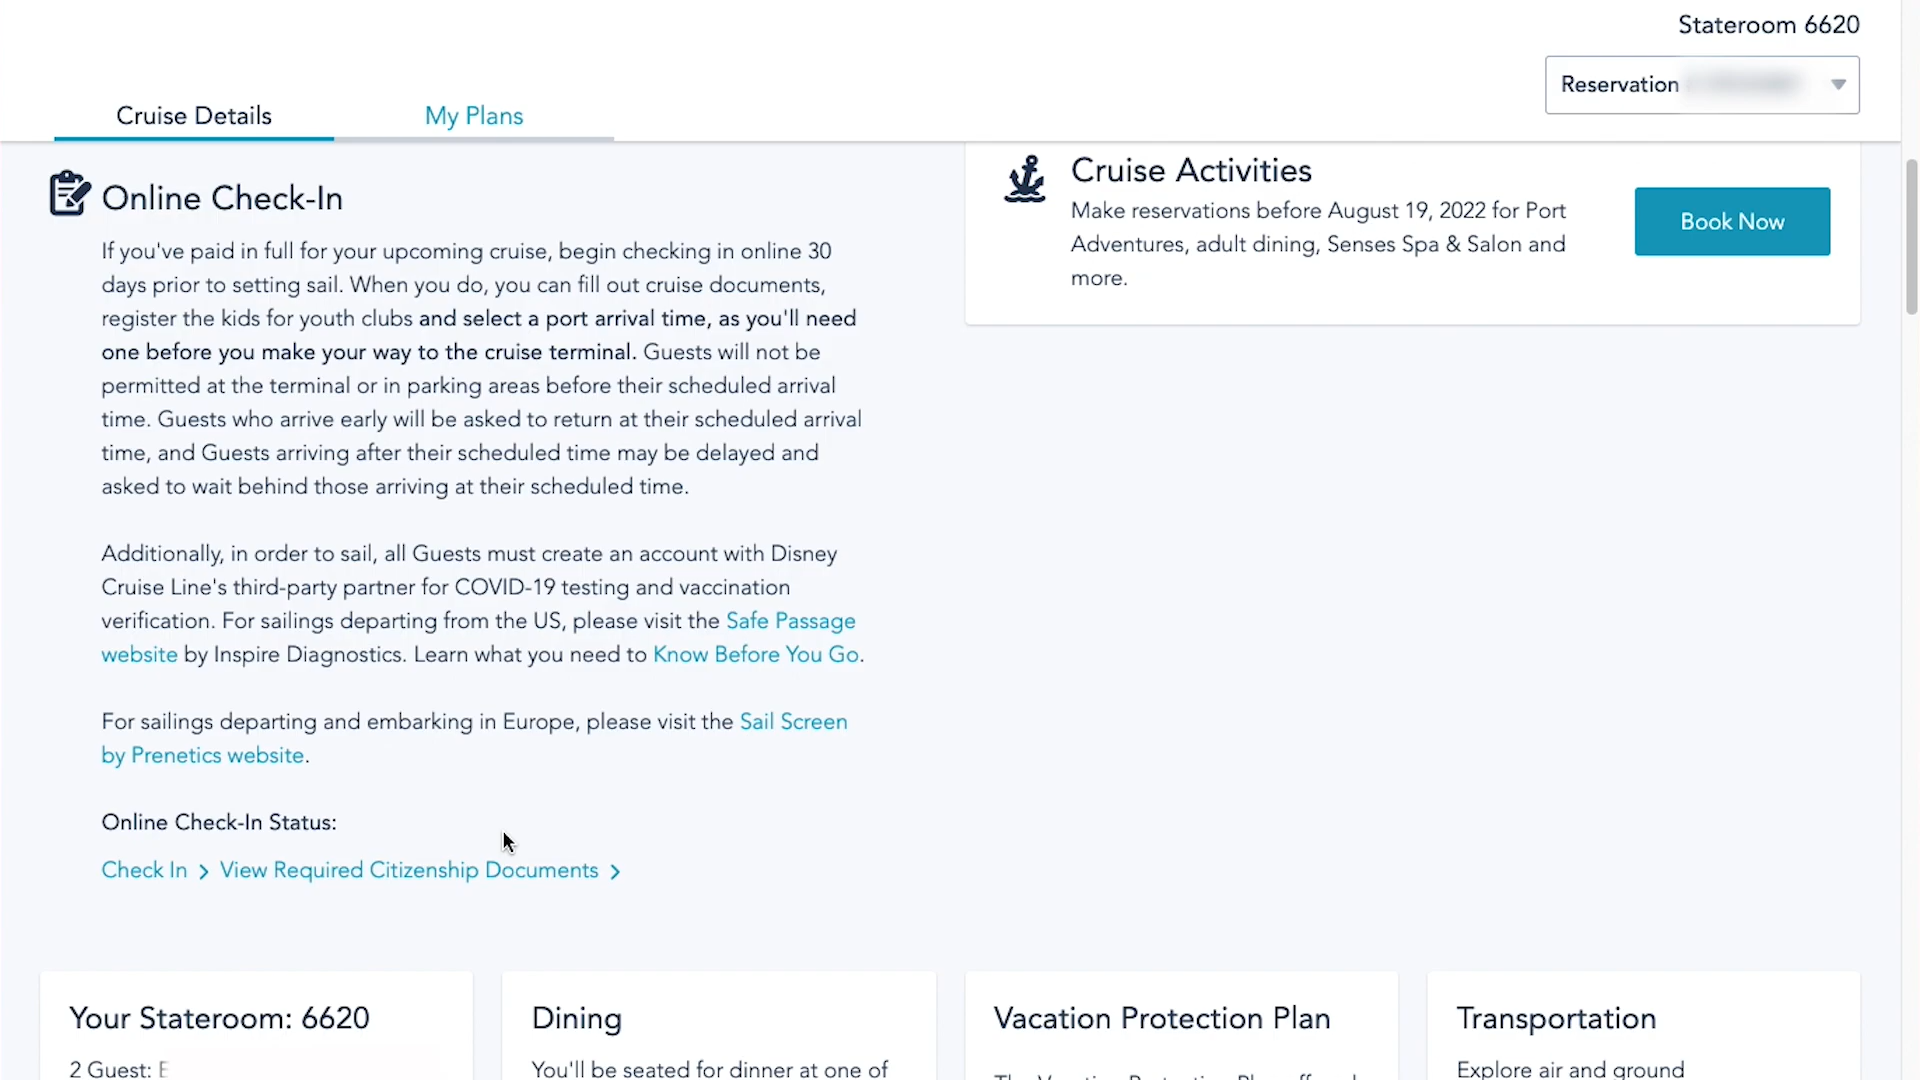 Stateroom 6620
Reservation
Cruise Details
My Plans
Online Check-In
If you've paid in full for your upcoming cruise, begin checking in online 30
days prior to setting sail. When you do, you can fill out cruise documents,
register the kids for youth clubs and select a port arrival time, as you'll need
one before you make your way to the cruise terminal. Guests will not be
permitted at the terminal or in parking areas before their scheduled arrival
time. Guests who arrive early will be asked to return at their scheduled arrival
time, and Guests arriving after their scheduled time may be delayed and
asked to wait behind those arriving at their scheduled time.
Additionally, in order to sail, all Guests must create an account with Disney
Cruise Line's third-party partner for COVID-19 testing and vaccination
verification. For sailings departing from the US, please visit the Safe Passage
website by Inspire Diagnostics. Learn what you need to Know Before You Go.
For sailings departing and embarking in Europe, please visit the Sail Screen
by Prenetics website.
Online Check-In Status:
Check In > View Required Citizenship Documents >
Cruise Activities
Make reservations before August 19, 2022 for Port
Adventures, adult dining, Senses Spa & Salon and
more.
Book Now
Your Stateroom: 6620
2 Guest:
Dining
You'll be seated for dinner at one of
Vacation Protection Plan
The Vacation Protection Plan
Transportation
Explore air and ground